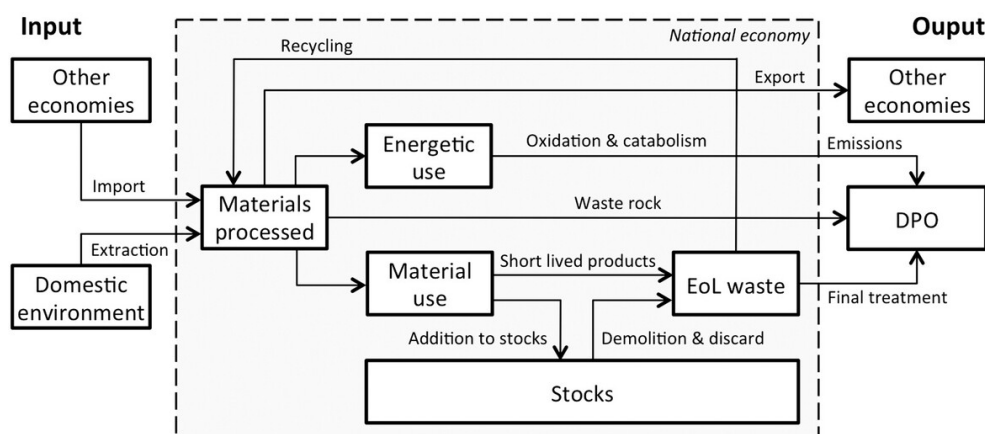 Input
National economy
Ouput
Recycling
Other
economies
Export
Other
economies
Energetic
use
Oxidation & catabolism
Emissions
Import
Materials
processed
Waste rock
DPO
Extraction
Domestic
environment
Material
use
Short lived products
EoL waste
Final treatment
Addition to stocks
Demolition & discard
Stocks